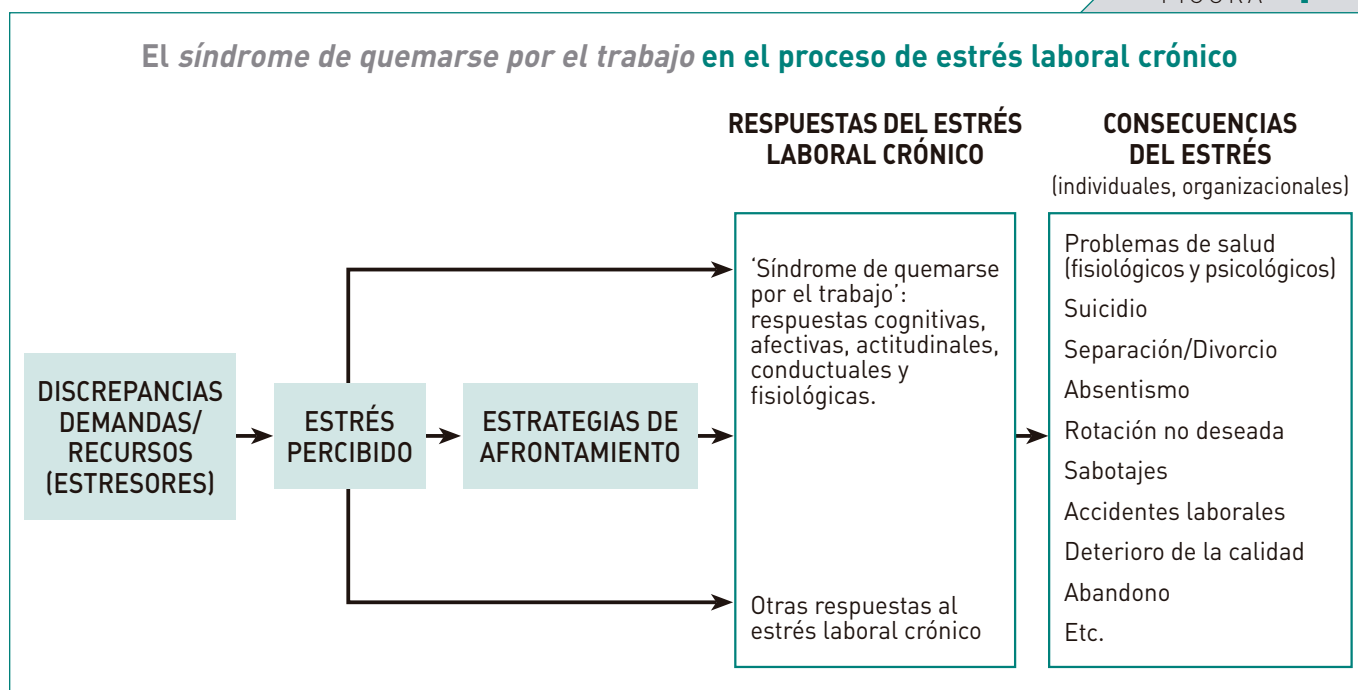 FIGURA
El síndrome de quemarse por el trabajo en el proceso de estrés laboral crónico
RESPUESTAS DEL ESTRÉS
LABORAL CRÓNICO
CONSECUENCIAS
DEL ESTRÉS
(individuales, organizacionales)
DISCREPANCIAS
DEMANDAS/
RECURSOS
(ESTRESORES)
ESTRÉS
PERCIBIDO
ESTRATEGIAS DE
AFRONTAMIENTO
‘Síndrome de quemarse
por el trabajo’:
respuestas cognitivas,
afectivas, actitudinales,
conductuales y
fisiológicas.
Otras respuestas al
estrés laboral crónico
Problemas de salud
(fisiológicos y psicológicos)
Suicidio
Separación/Divorcio
Absentismo
Rotación no deseada
Sabotajes
Accidentes laborales
Deterioro de la calidad
Abandono
Etc.